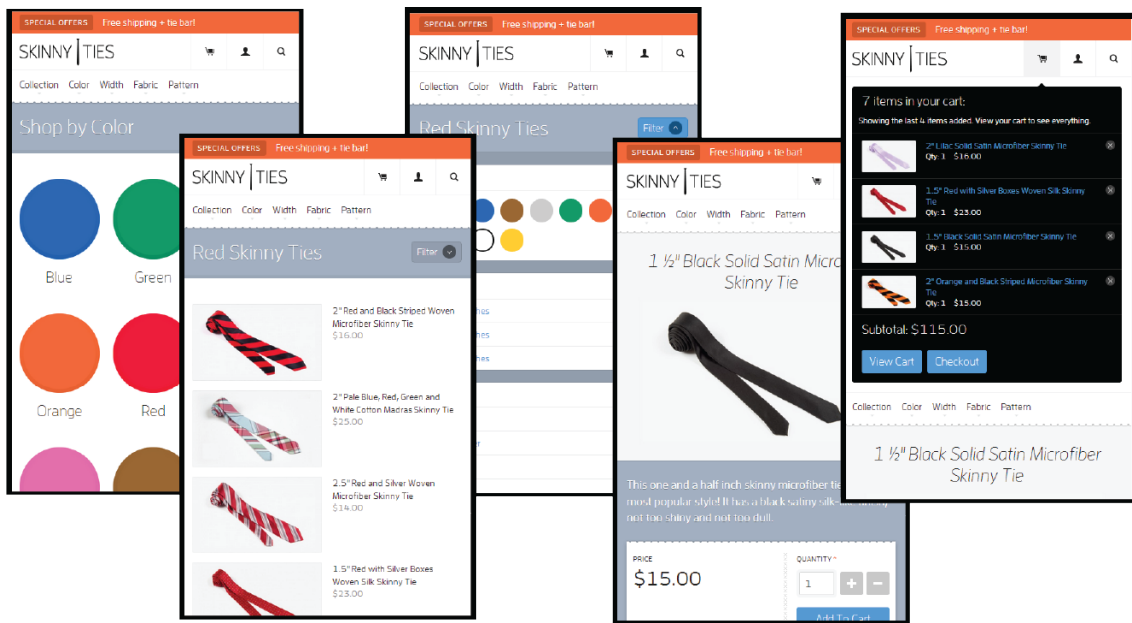 SPECIAL OFFERS Free shipping + tie bar!
SKINNY TIES
Collection Color Width Fabric Pattern
Shop by Color
Blue
Green
Orange
Red
SPECIAL OFFERS Free shipping + tie bar!
SKINNY TIES
Collection Color Width Fabric Pattern
Red Skinny Ties
Filter
2" Red and Black Striped Woven
Microfiber Skinny Tie
$16.00
2" Pale Blue, Red, Green and
White Cotton Madras Skinny Tie
$25.00
2.5" Red and Silver Woven
Microfiber Skinny Tie
$14.00
1.5" Red with Silver Boxes
Woven Silk Skinny Tie
$23.00
SPECIAL OFFERS Free shipping + tie bar!
SKINNY TIES
Collection Color Width Fabric Pattern
Red Skinny Ties
Filter
SPECIAL OFFERS Free shipping + tie bar!
SKINNY TIES
Collection Color Width Fabric Pattern
1 ½" Black Solid Satin Micro
Skinny Tie
This one and a half inch skinny microfiber tie
most popular style! It has a black satiny
not too shiny and not too dull.
PRICE
$15.00
QUANTITY *
1
Add To Cart
SPECIAL OFFERS Free shipping + tie bar!
SKINNY TIES
7 items in your cart:
Showing the last 4 items added. View your cart to see everything.
2" Lilac Solid Satin Microfiber Skinny Tie
Qty: 1 $16.00
1.5" Red with Silver Boxes Woven Silk Skinny
Tie
Qty: 1 $23.00
1.5" Black Solid Satin Microfiber Skinny Tie
Qty: 1 $15.00
2" Orange and Black Striped Microfiber Skinny
Tie
Qty: 1 $15.00
Subtotal: $115.00
View Cart Checkout
Collection Color Width Fabric Pattern
1 ½" Black Solid Satin Microfiber
Skinny Tie